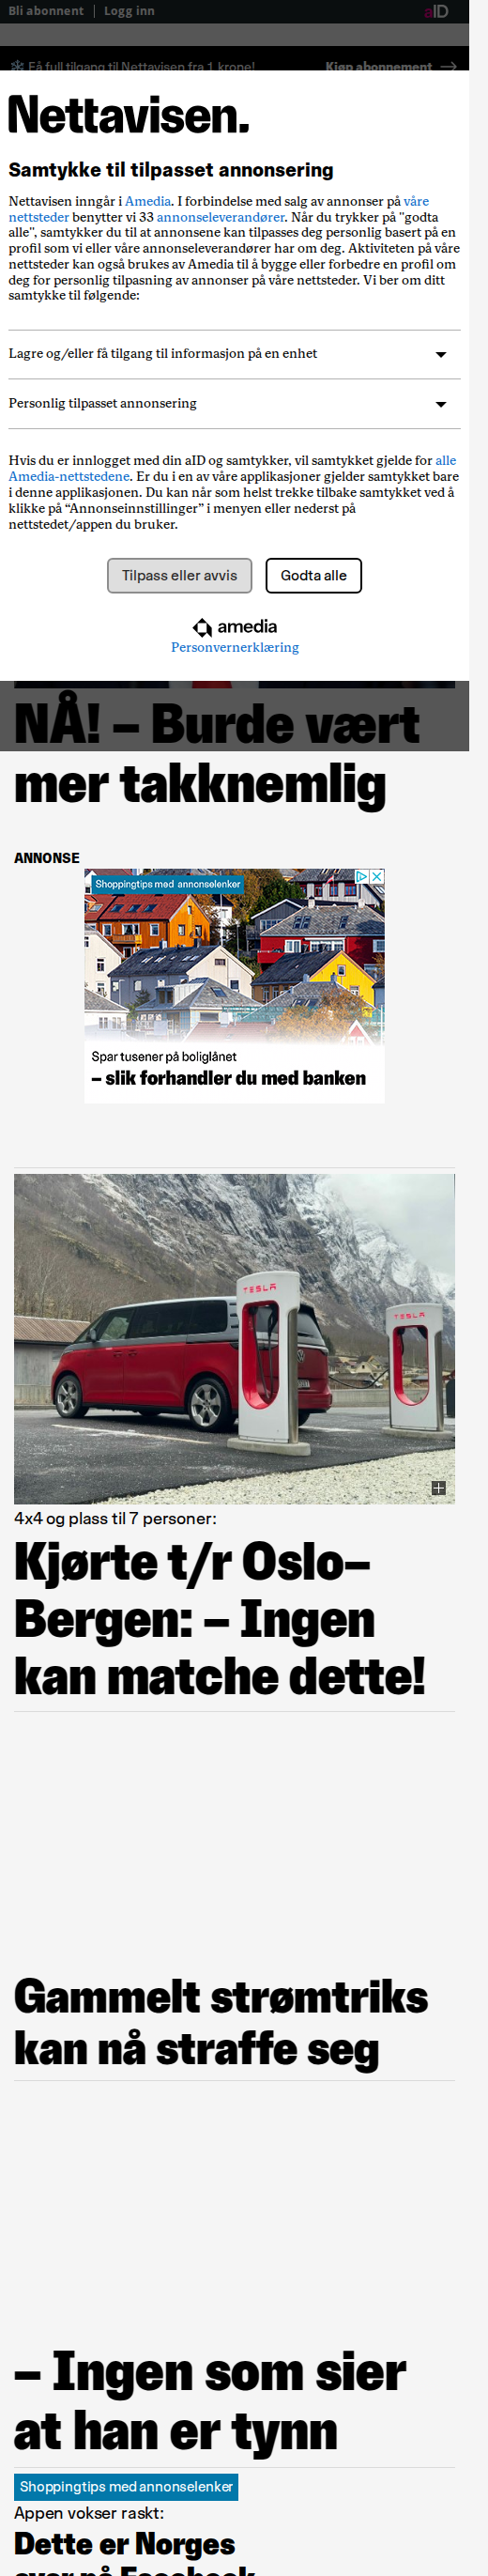 Bli abonnent
Logg inn
aID
Få full tilgang til Nettavisen fra 1 krone!
Kjøp abonnement
Nettavisen.
Samtykke til tilpasset annonsering
Nettavisen inngår i Amedia. I forbindelse med salg av annonser på våre
nettsteder benytter vi 33 annonseleverandører. Når du trykker på "godta
alle", samtykker du til at annonsene kan tilpasses deg personlig basert på en
profil som vi eller våre annonseleverandører har om deg. Aktiviteten på våre
nettsteder kan også brukes av Amedia til å bygge eller forbedre en profil om
deg for personlig tilpasning av annonser på våre nettsteder. Vi ber om ditt
samtykke til følgende:
Lagre og/eller få tilgang til informasjon på en enhet
Personlig tilpasset annonsering
Hvis du er innlogget med din aID og samtykker, vil samtykket gjelde for alle
Amedia-nettstedene. Er du i en av våre applikasjoner gjelder samtykket bare
i denne applikasjonen. Du kan når som helst trekke tilbake samtykket ved å
klikke på “Annonseinnstillinger” i menyen eller nederst på
nettstedet/appen du bruker.
Tilpass eller avvis
Godta alle
amedia
Personvernerklæring
NÅ! – Burde vært
mer takknemlig
ANNONSE
Shoppingtips med annonselenker
Spar tusener på boliglånet
– slik forhandler du med banken
TESLA
TESLA
4x4 og plass til 7 personer:
Kjørte t/r Oslo–
Bergen: – Ingen
kan matche dette!
Gammelt strømtriks
kan nå straffe seg
– Ingen som sier
at han er tynn
Shoppingtips med annonselenker
Appen vokser raskt:
Dette er Norges
svar på Facebook